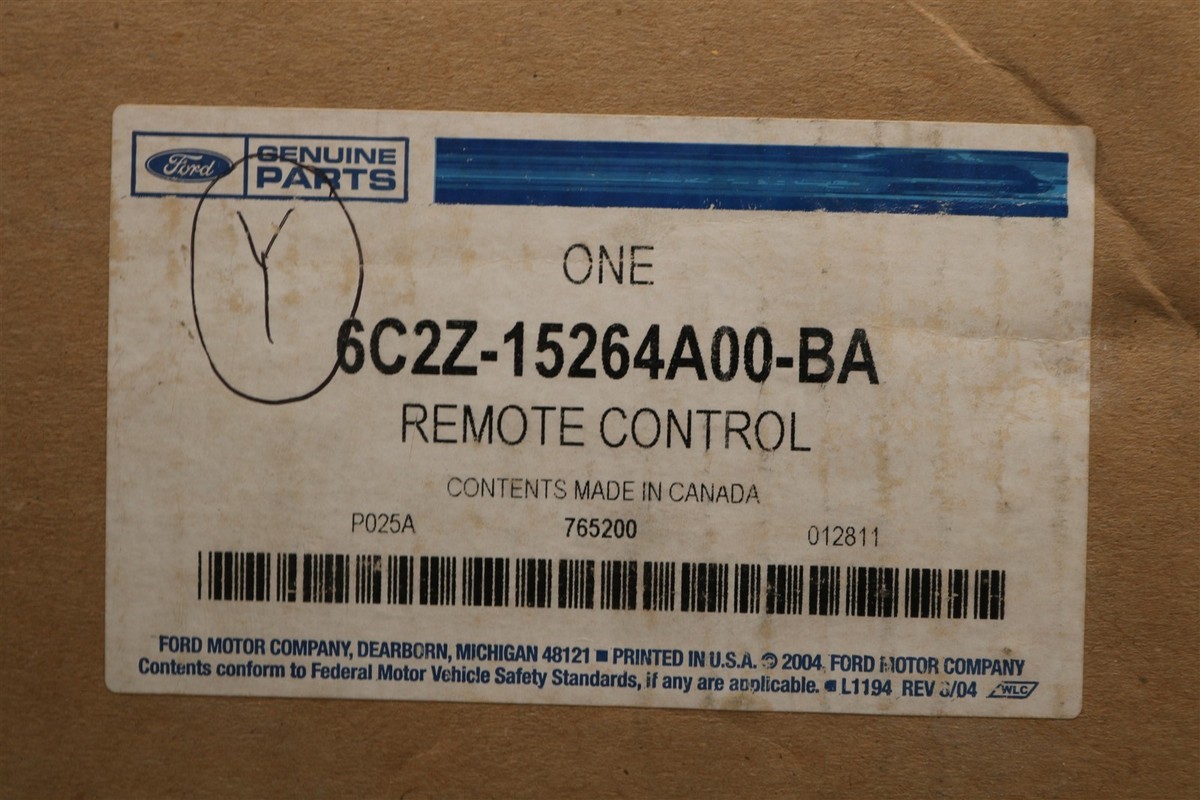 Ford GENUINE
PARTS
Y
ONE
6C2Z-15264A00-BA
REMOTE CONTROL
CONTENTS MADE IN CANADA
P025A 765200 012811
FORD MOTOR COMPANY, DEARBORN, MICHIGAN 48121 ■ PRINTED IN U.S.A. © 2004, FORD MOTOR COMPANY
Contents conform to Federal Motor Vehicle Safety Standards, if any are applicable. ■ L1194 REV WLC